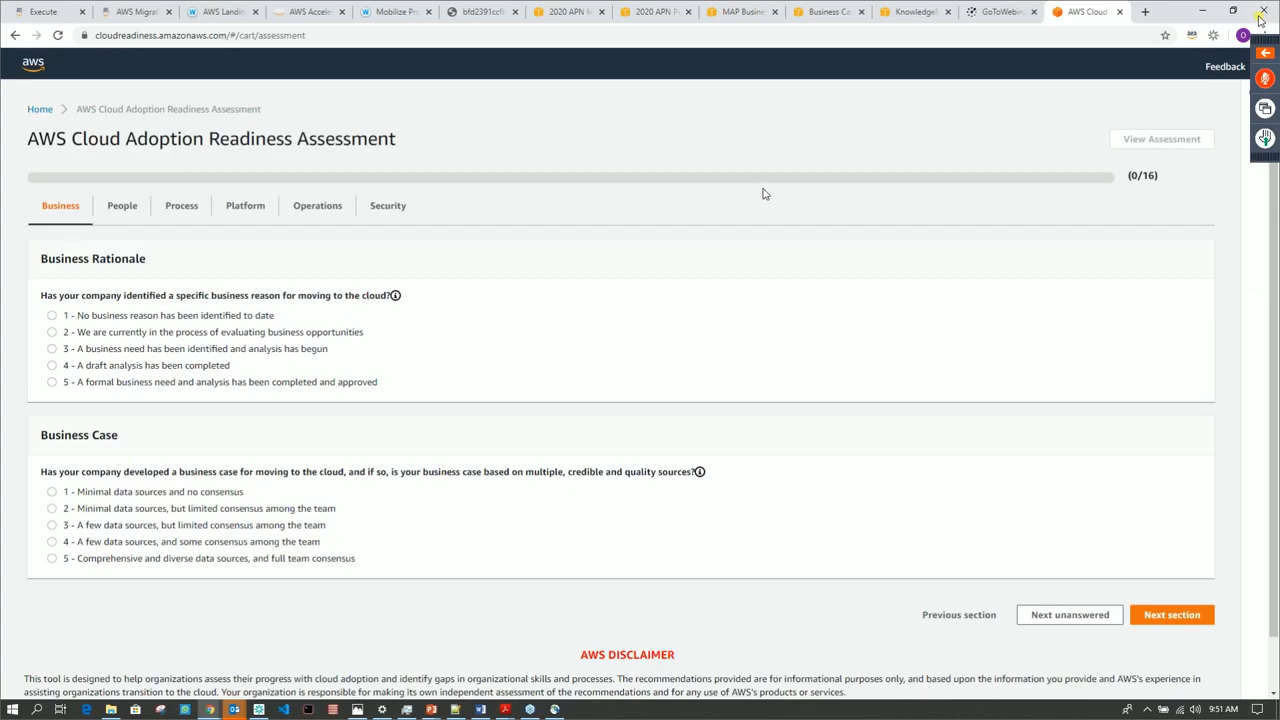 Execute
AWS Migrat
AWS Landin
AWS Acceler
Mobilize Pro
bfd2391ccf
2020 APN M
2020 APN P
MAP Busine
Business Ca
Knowledge
GoToWebin
AWS Cloud
cloudreadiness.amazonaws.com/#/cart/assessment
O
aws
Feedback
Home > AWS Cloud Adoption Readiness Assessment
AWS Cloud Adoption Readiness Assessment
View Assessment
(0/16)
Business
People
Process
Platform
Operations
Security
Business Rationale
Has your company identified a specific business reason for moving to the cloud?
1 - No business reason has been identified to date
2 - We are currently in the process of evaluating business opportunities
3 - A business need has been identified and analysis has begun
4 - A draft analysis has been completed
5 - A formal business need and analysis has been completed and approved
Business Case
Has your company developed a business case for moving to the cloud, and if so, is your business case based on multiple, credible and quality sources?
1 - Minimal data sources and no consensus
2 - Minimal data sources, but limited consensus among the team
3 - A few data sources, but limited consensus among the team
4 - A few data sources, and some consensus among the team
5 - Comprehensive and diverse data sources, and full team consensus
Previous section
Next unanswered
Next section
AWS DISCLAIMER
This tool is designed to help organizations assess their progress with cloud adoption and identify gaps in organizational skills and processes. The recommendations provided are for informational purposes only, and based upon the information you provide and AWS's experience in
assisting organizations transition to the cloud. Your organization is responsible for making its own independent assessment of the recommendations and for any use of AWS's products or services.
9:51 AM